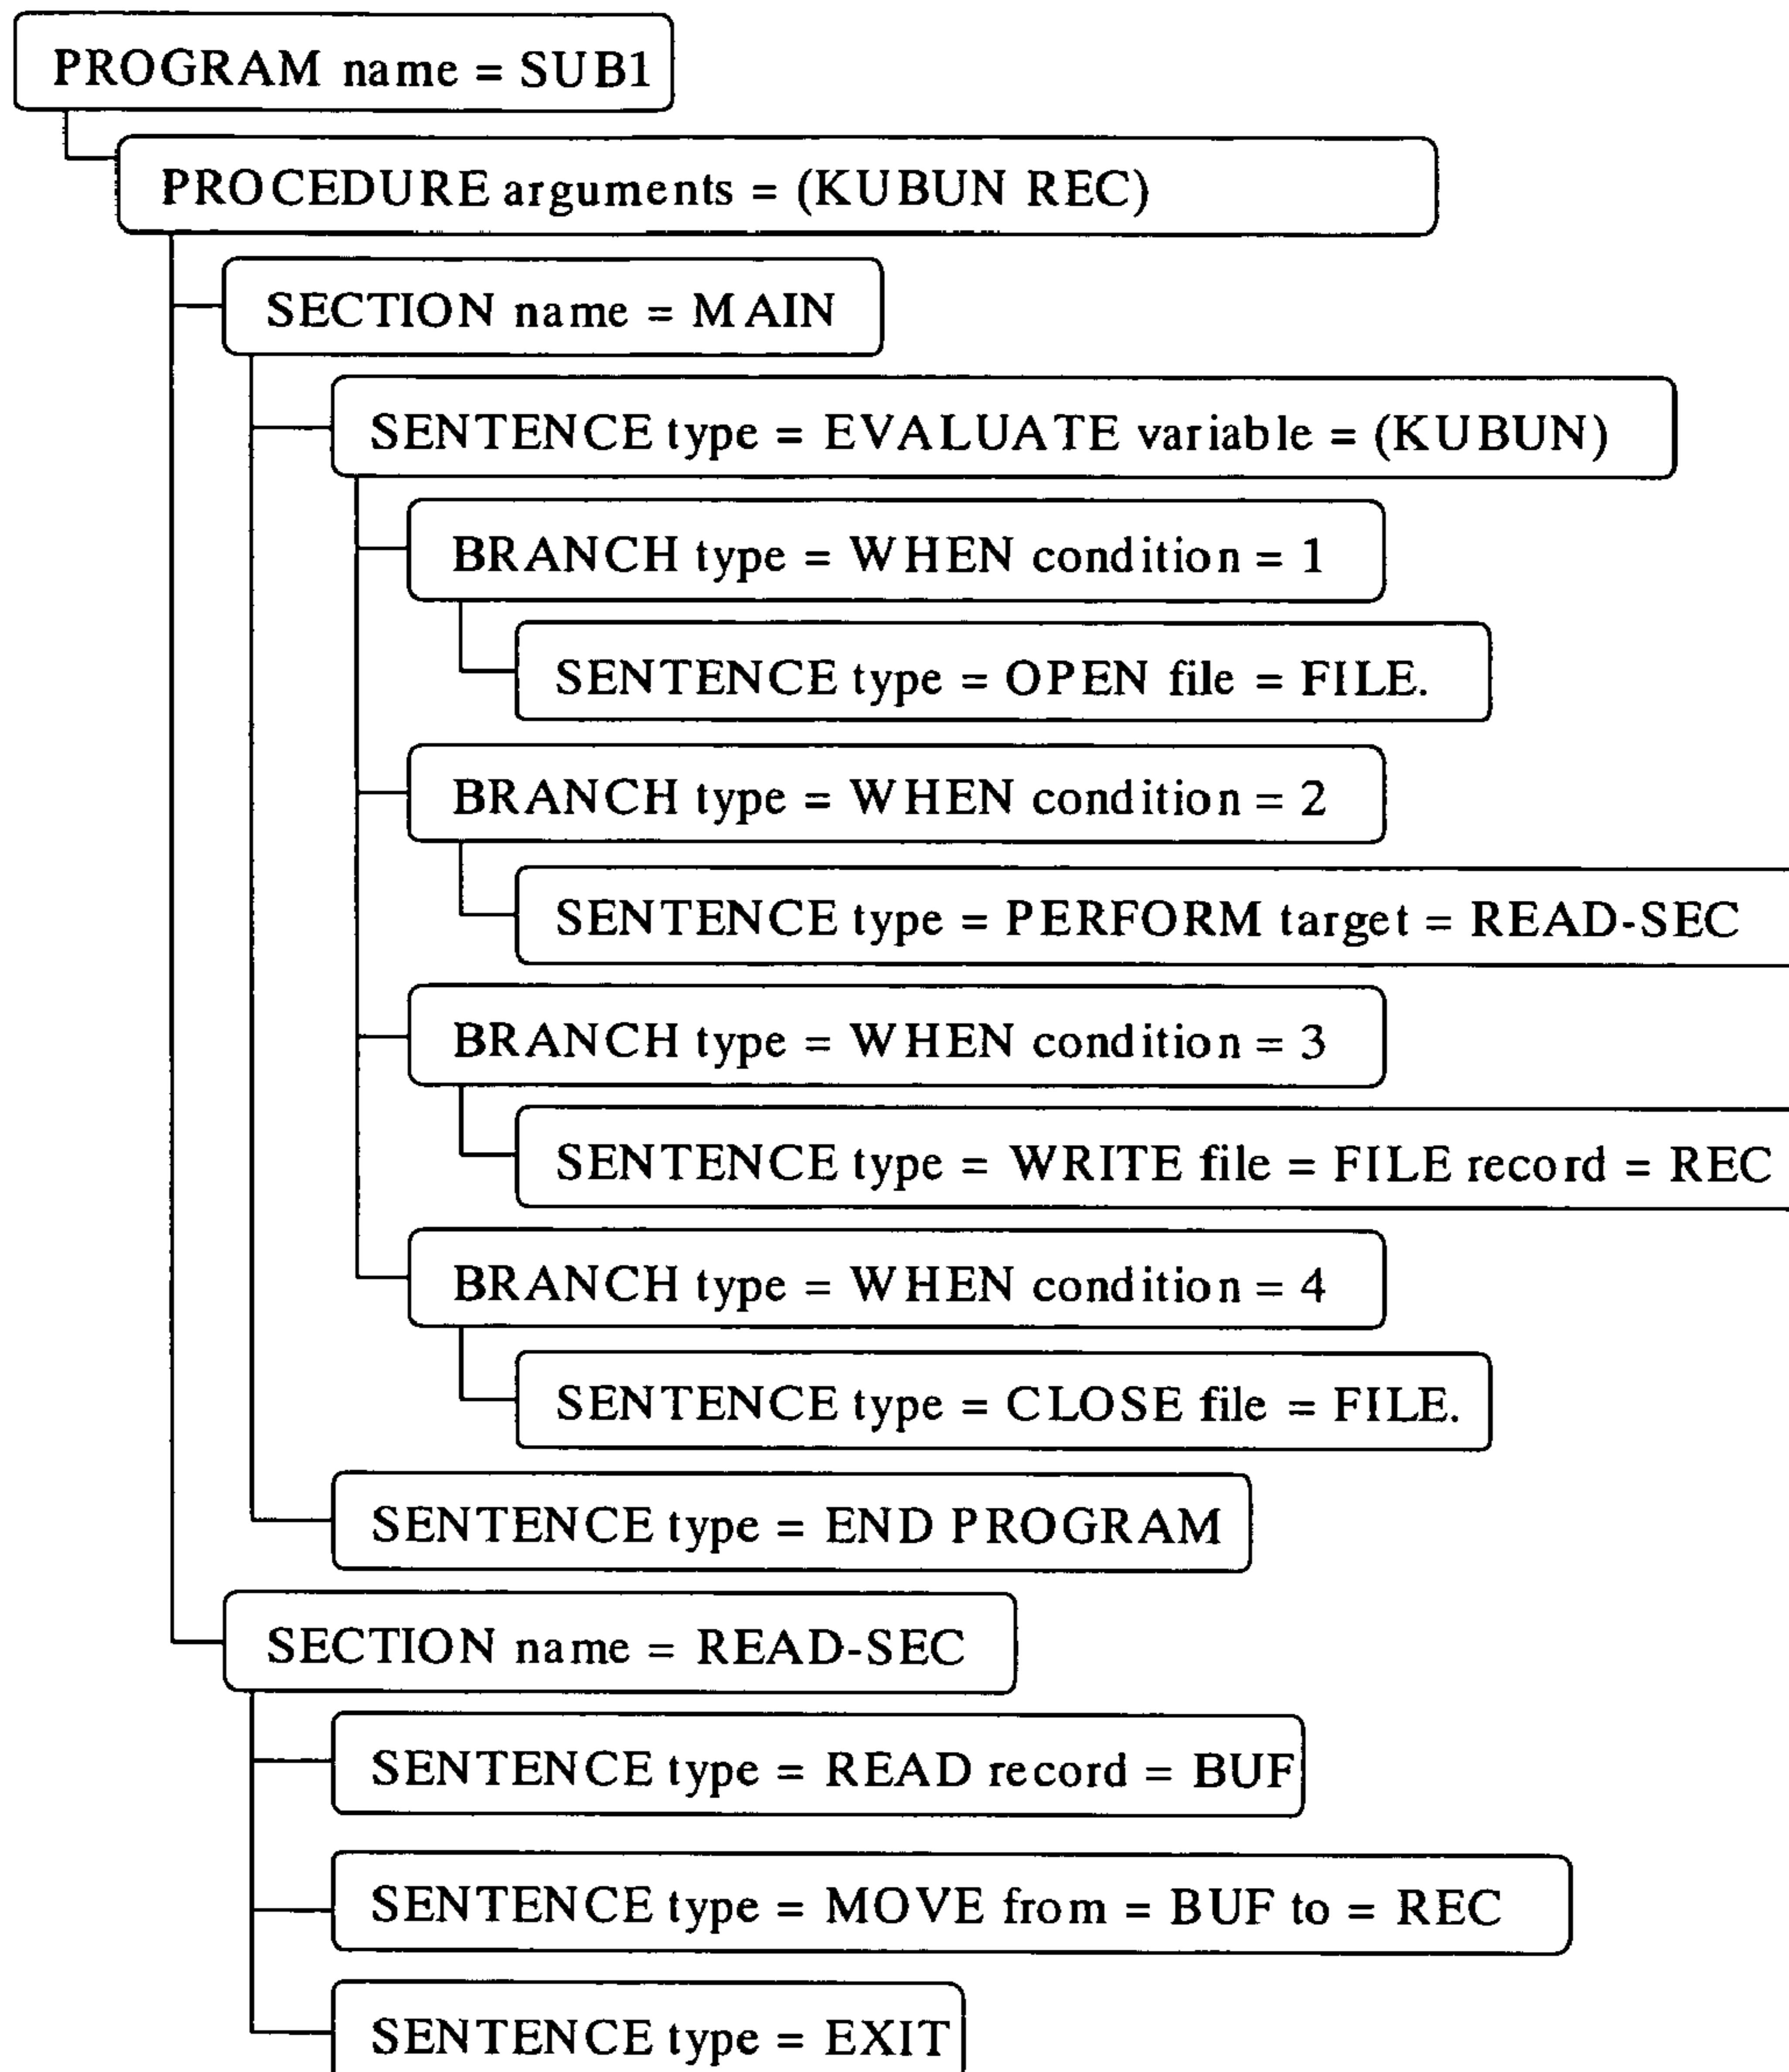 PROGRAM name = SUB1
PROCEDURE arguments = (KUBUN REC)
SECTION name = MAIN
SENTENCE type = EVALUATE variable = (KUBUN)
BRANCH type = WHEN condition = 1
SENTENCE type = OPEN file = FILE.
BRANCH type = WHEN condition = 2
SENTENCE type = PERFORM target = READ-SEC
BRANCH type = WHEN condition = 3
SENTENCE type = WRITE file = FILE record = REC
BRANCH type = WHEN condition = 4
SENTENCE type = CLOSE file = FILE.
SENTENCE type = END PROGRAM
SECTION name = READ-SEC
SENTENCE type = READ record = BUF
SENTENCE type = MOVE from = BUF to = REC
SENTENCE type = EXIT